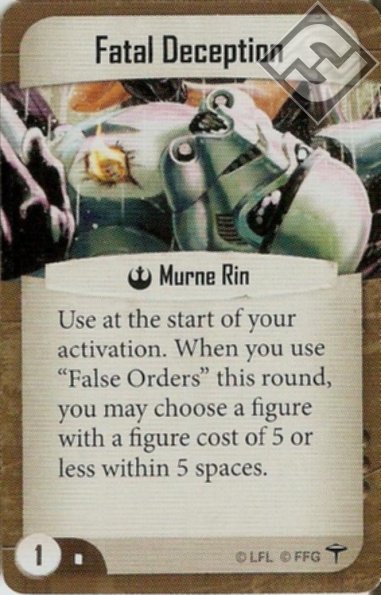 Fatal Deception
Murne Rin
Use at the start of your
activation. When you use
“False Orders” this round,
you may choose a figure
with a figure cost of 5 or
less within 5 spaces.
1
© LFL © FFG